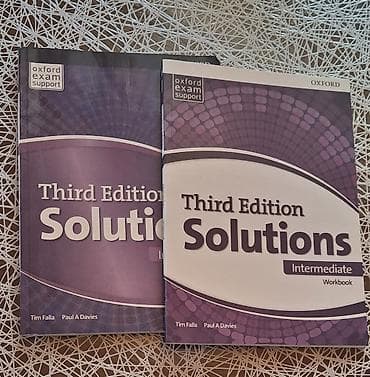 oxford
exam
support
Third Edition
Tim Falla Paul A Davies
oxford
exam
support
OXFORD
Third Edition
Solutions
Intermediate
Workbook
Tim Falla Paul A Davies